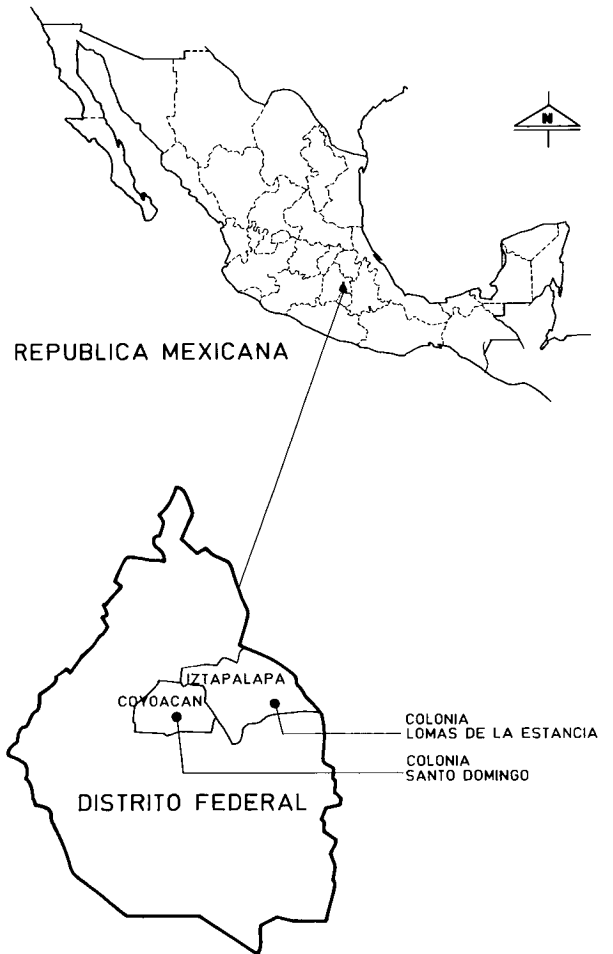 N
REPUBLICA MEXICANA
IZTAPALAPA
COYOACAN
COLONIA
LOMAS DE LA ESTANCIA
COLONIA
SANTO DOMINGO
DISTRITO FEDERAL